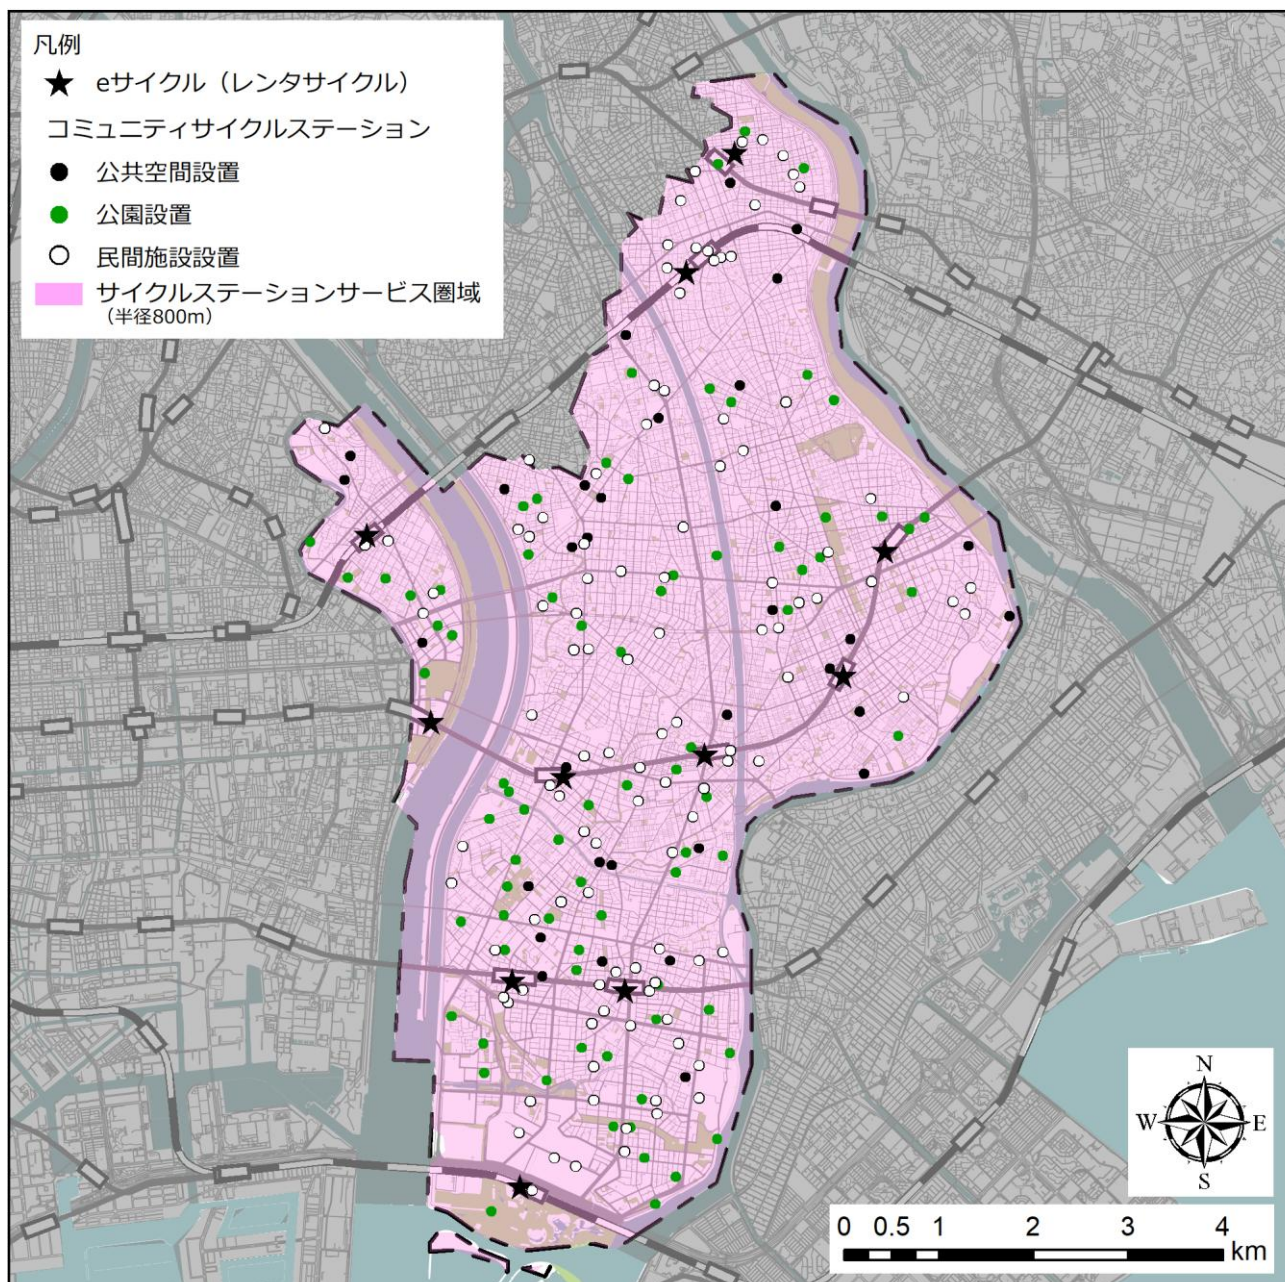 凡例
eサイクル（レンタサイクル）
コミュニティサイクルステーション
公共空間設置
公園設置
民間施設設置
サイクルステーションサービス圏域
（半径800m）
N
W E
S
0 0.5 1 2 3 4
km